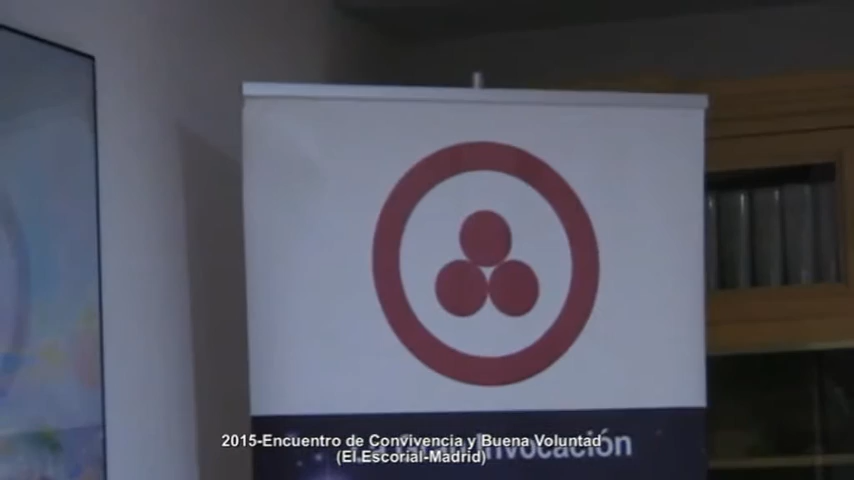 2015-Encuentro de Convivencia y Buena Voluntad
(El Escorial-Madrid)
Invocación